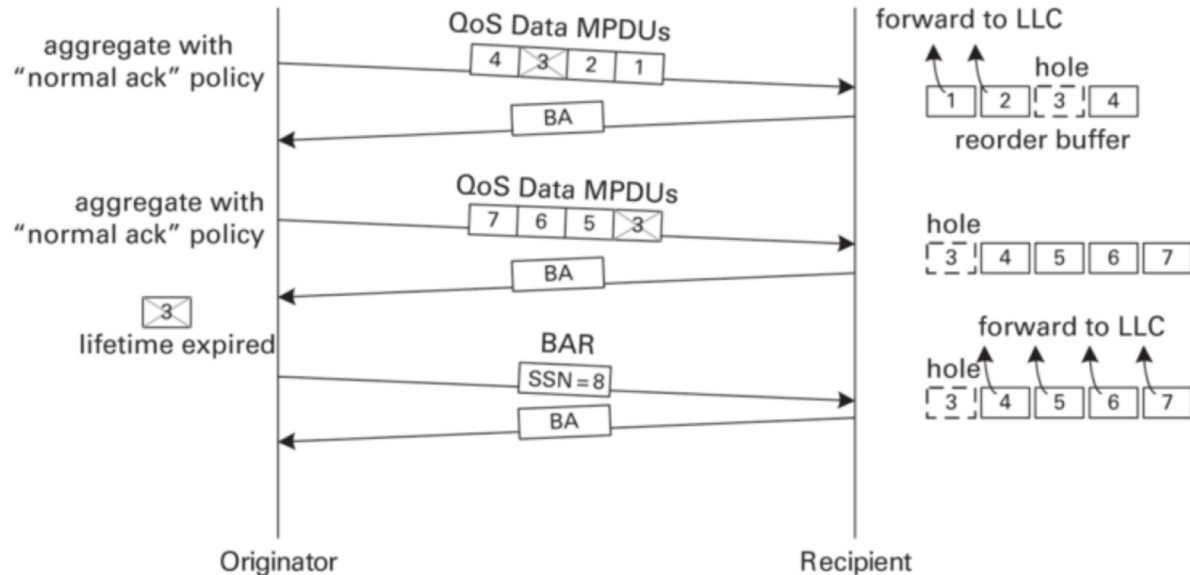 forward to LLC
QoS Data MPDUs
aggregate with
“normal ack” policy
4 3 2 1
hole
1 2 3 4
BA
reorder buffer
QoS Data MPDUs
aggregate with
“normal ack” policy
7 6 5 3
hole
3 4 5 6 7
BA
3
lifetime expired
BAR
forward to LLC
SSN = 8
hole
3 4 5 6 7
BA
Originator
Recipient